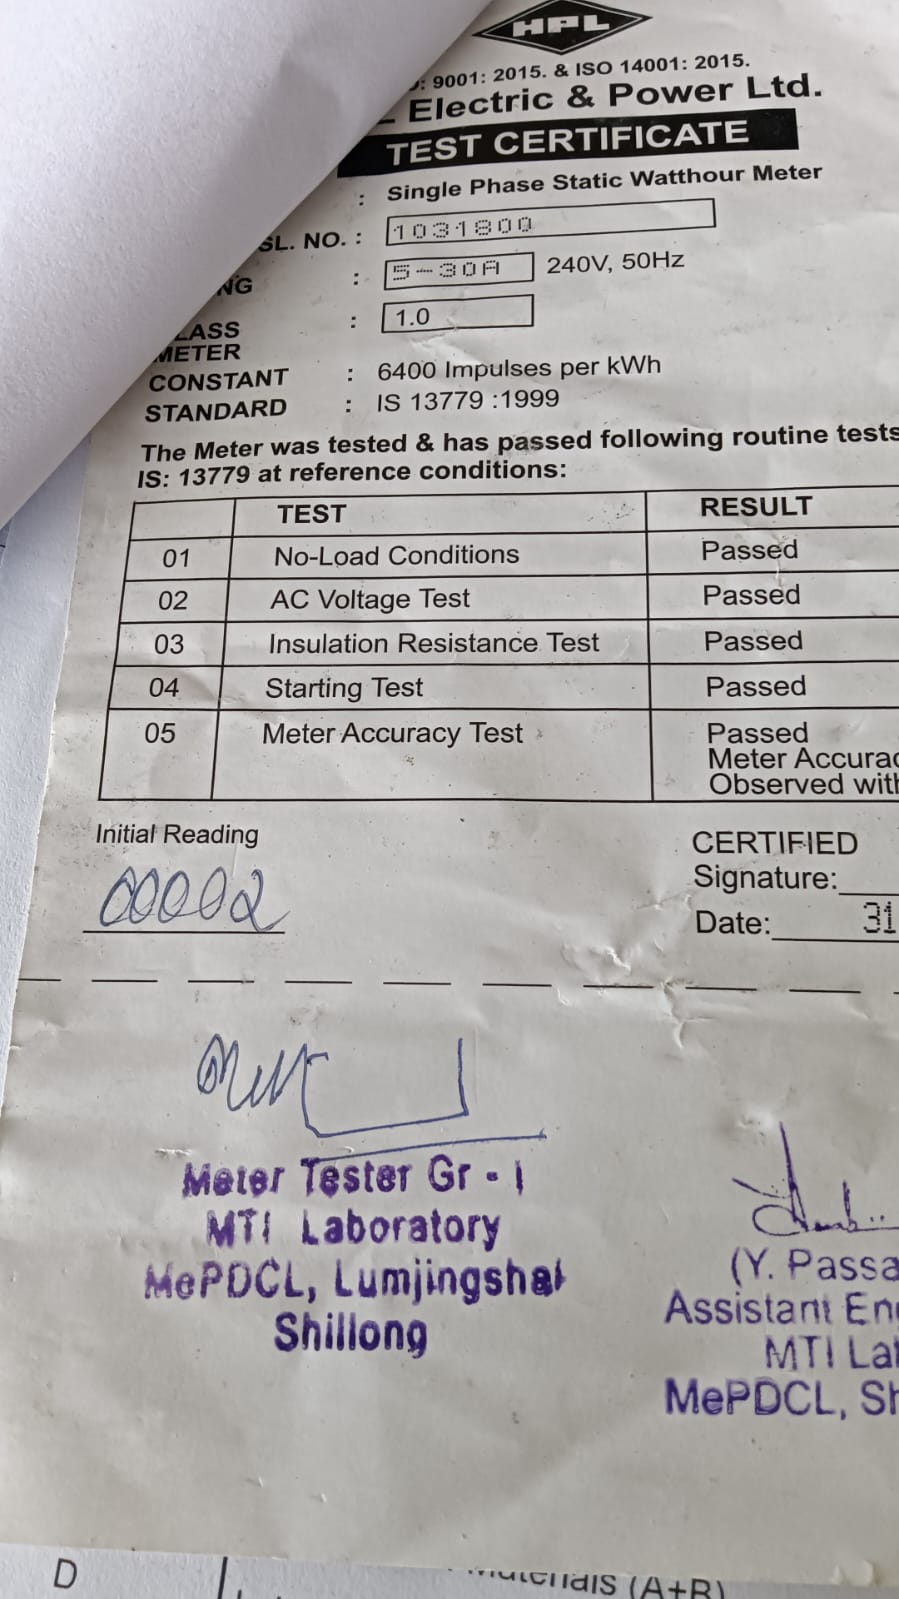 HPL
: 9001: 2015. & ISO 14001: 2015.
Electric & Power Ltd.
TEST CERTIFICATE
: Single Phase Static Watthour Meter
SL. NO. : 1031800
NG : 5-30A 240V, 50Hz
LASS : 1.0
METER
CONSTANT : 6400 Impulses per kWh
STANDARD : IS 13779 :1999
The Meter was tested & has passed following routine tests
IS: 13779 at reference conditions:
TEST RESULT
01 No-Load Conditions Passed
02 AC Voltage Test Passed
03 Insulation Resistance Test Passed
04 Starting Test Passed
05 Meter Accuracy Test Passed
Meter Accurac
Observed with
Initial Reading
00002
CERTIFIED
Signature:
Date: 31
Meter Tester Gr - I
MTI Laboratory
MePDCL, Lumjingshai
Shillong
(Y. Passa
Assistant En
MTI La
MePDCL, Sh
D
(A+B)